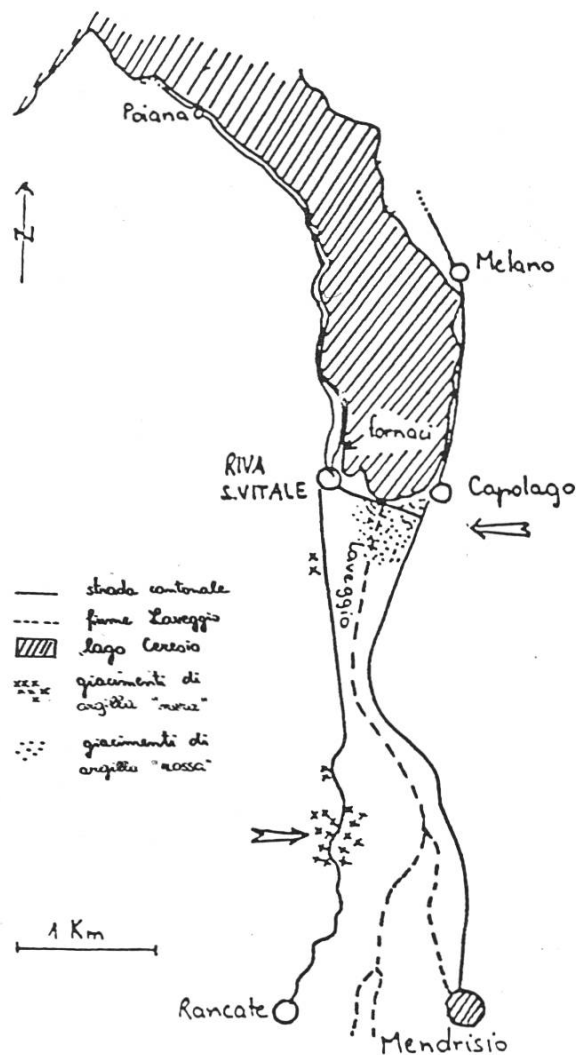 Poiana
N
Melano
fornaci
RIVA
S.VITALE
Capolago
Laveggio
strada cantonale
fiume Laveggio
lago Ceresio
giacimenti di
argilla "nera"
giacimenti di
argilla "rossa"
1 Km
Rancate
Mendrisio